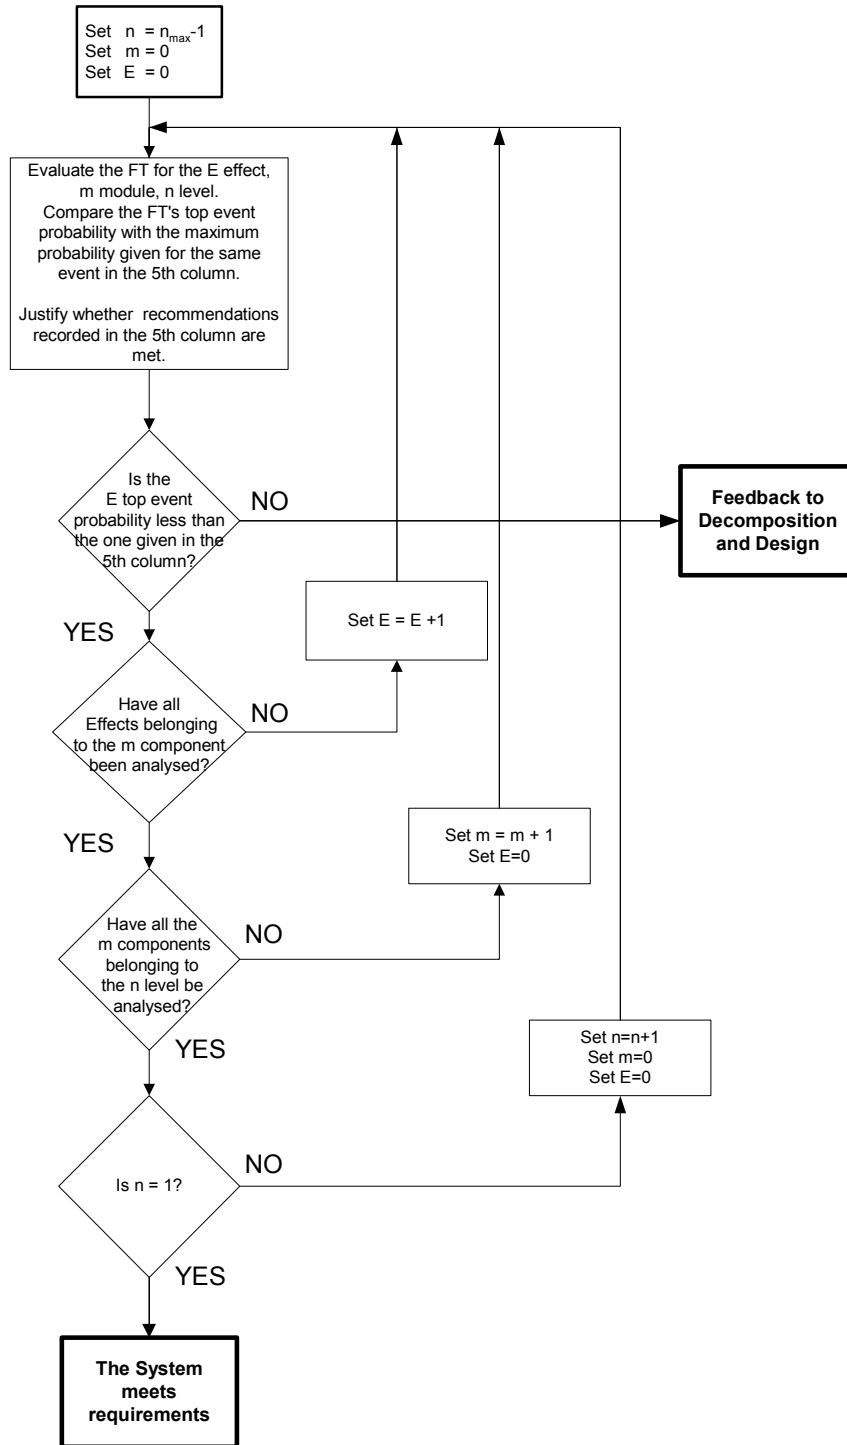 Set n = nmax-1
Set m = 0
Set E = 0
Evaluate the FT for the E effect,
m module, n level.
Compare the FT's top event
probability with the maximum
probability given for the same
event in the 5th column.
Justify whether recommendations
recorded in the 5th column are
met.
Is the
E top event
probability less than
the one given in the
5th column?
NO
Feedback to
Decomposition
and Design
YES
Set E = E +1
Have all
Effects belonging
to the m component
been analysed?
NO
YES
Set m = m + 1
Set E=0
Have all the
m components
belonging to
the n level be
analysed?
NO
YES
Set n=n+1
Set m=0
Set E=0
Is n = 1?
NO
YES
The System
meets
requirements